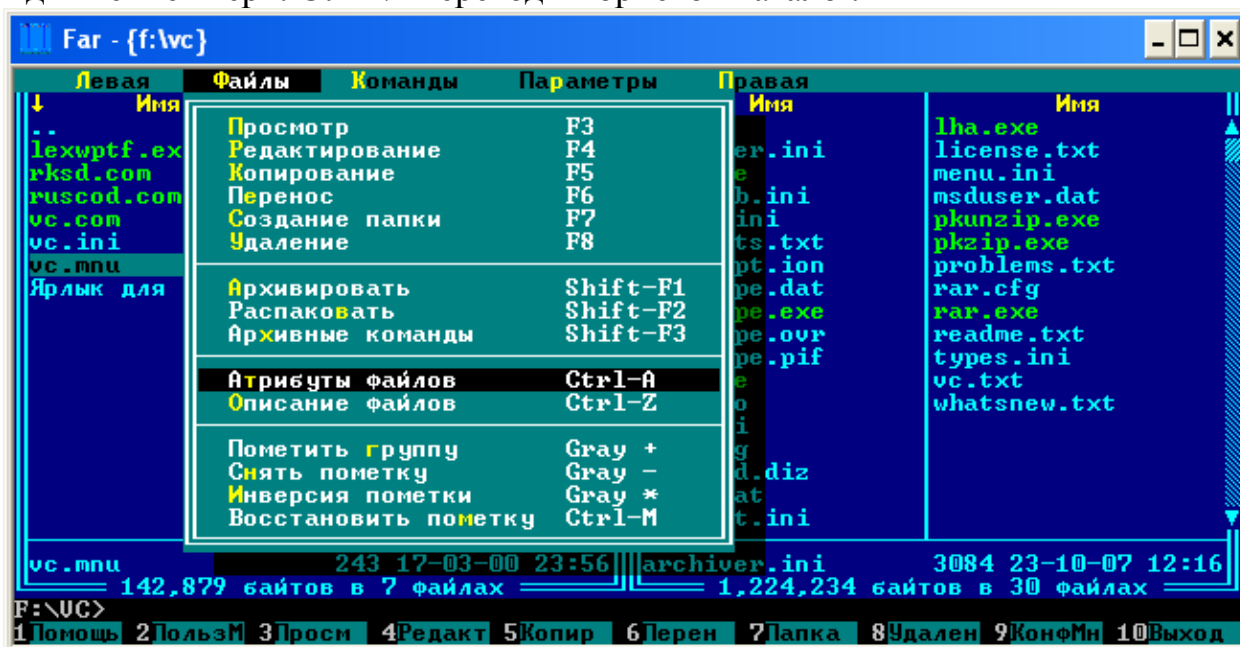 Far - {f:\vc}
Левая Файлы Команды Параметры Правая
↓ Имя Имя Имя
.. Просмотр F3 lha.exe
lexwptf.ex Редактирование F4 er.ini license.txt
rksd.com Копирование F5 e menu.ini
ruscod.com Перенос F6 b.ini msduser.dat
vc.com Создание папки F7 ini pkunzip.exe
vc.ini Удаление F8 ts.txt pkzip.exe
vc.mnu pt.ion problems.txt
Ярлык для Архивировать Shift-F1 pe.dat rar.cfg
Распаковать Shift-F2 pe.exe rar.exe
Архивные команды Shift-F3 pe.ovr readme.txt
pe.pif types.ini
Атрибуты файлов Ctrl-A e vc.txt
Описание файлов Ctrl-Z o whatsnew.txt
i
Пометить группу Gray + g
Снять пометку Gray - d.diz
Инверсия пометки Gray * at
Восстановить пометку Ctrl-M t.ini
vc.mnu 243 17-03-00 23:56 archiver.ini 3084 23-10-07 12:16
142,879 байтов в 7 файлах 1,224,234 байтов в 30 файлах
F:\VC>
1Помощь 2ПользМ 3Просм 4Редакт 5Копир 6Перен 7Папка 8Удален 9КонфМн 10Выход